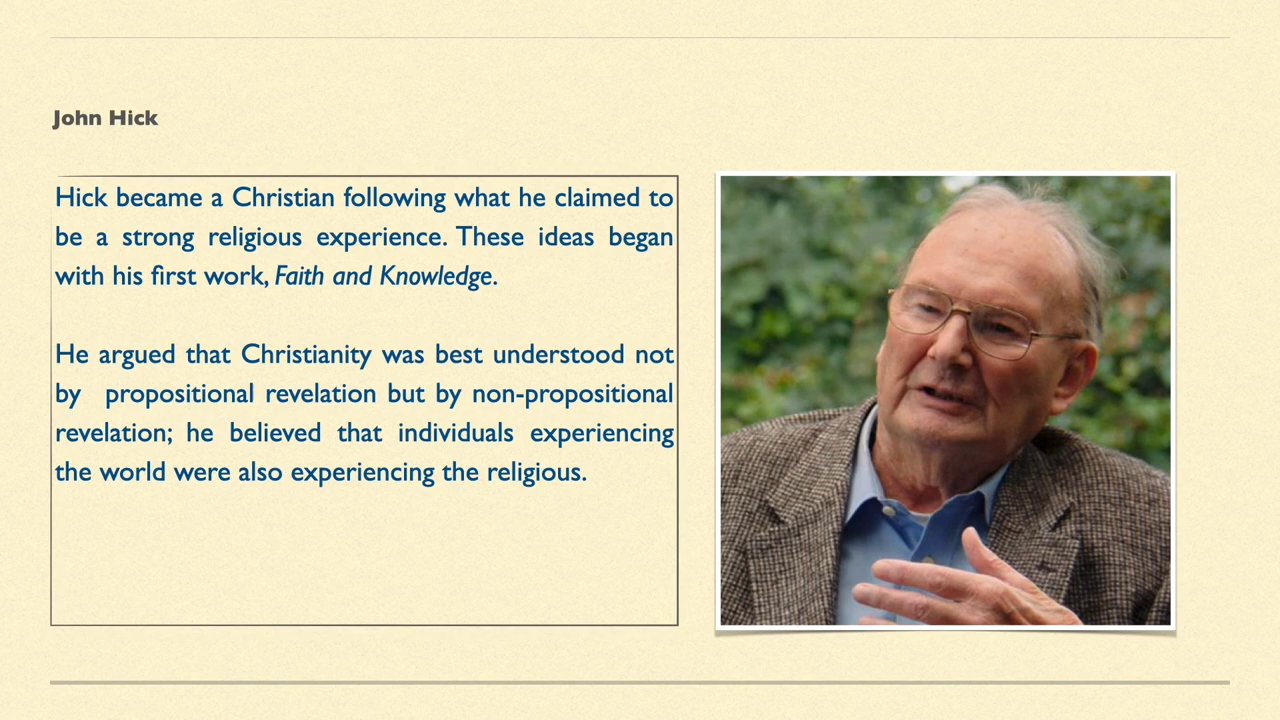 John Hick
Hick became a Christian following what he claimed to
be a strong religious experience. These ideas began
with his first work, Faith and Knowledge.
He argued that Christianity was best understood not
by propositional revelation but by non-propositional
revelation; he believed that individuals experiencing
the world were also experiencing the religious.